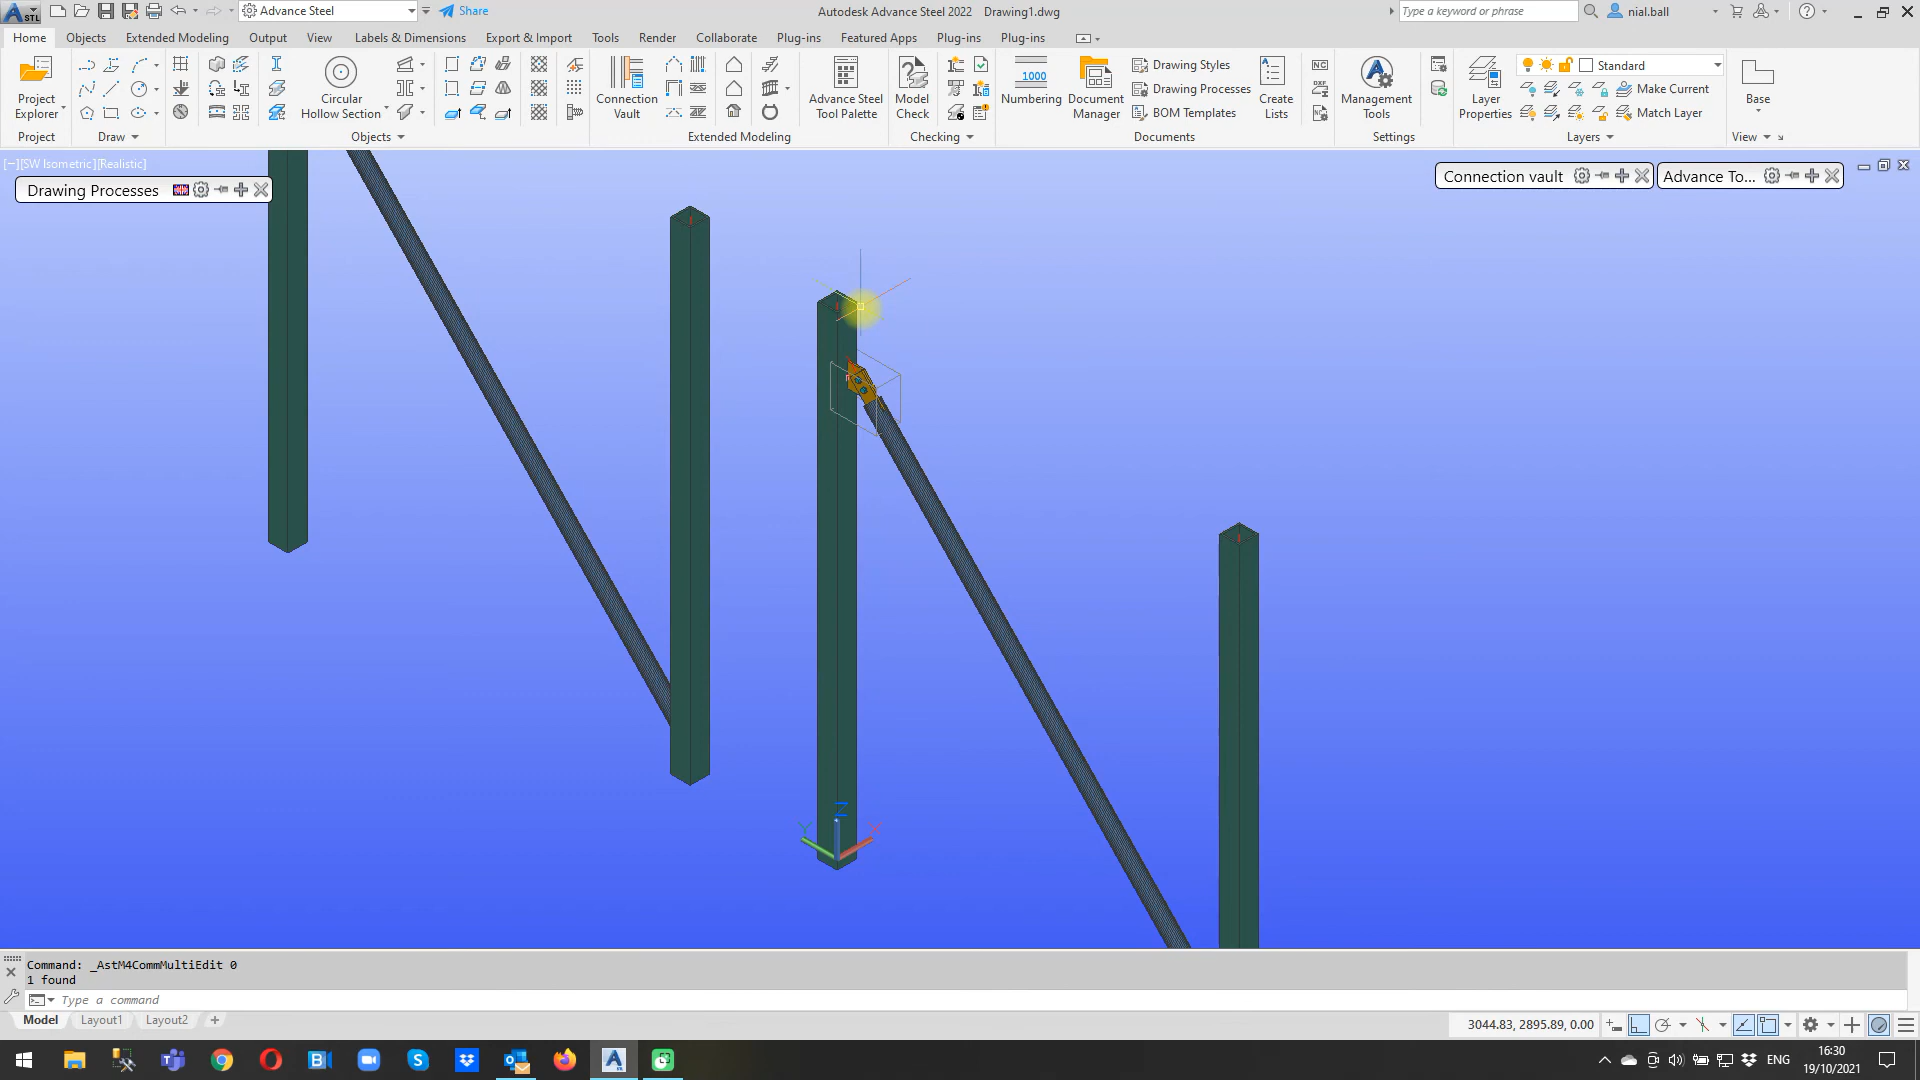 STL
Advance Steel
Share
Autodesk Advance Steel 2022 Drawing1.dwg
Type a keyword or phrase
nial.ball
Home Objects Extended Modeling Output View Labels & Dimensions Export & Import Tools Render Collaborate Plug-ins Featured Apps Plug-ins Plug-ins
Project Explorer
Circular Hollow Section
Connection Vault
Advance Steel Tool Palette
Model Check
1000
Numbering
Document Manager
Drawing Styles
Drawing Processes
BOM Templates
Create Lists
NC
DXF
NC
Management Tools
Layer Properties
Standard
Make Current
Match Layer
Base
Project Draw Objects Extended Modeling Checking Documents Settings Layers View
[−][SW Isometric][Realistic]
Drawing Processes
Connection vault
Advance To...
Z
Y X
Command: _AstM4CommMultiEdit 0
1 found
Type a command
Model Layout1 Layout2
3044.83, 2895.89, 0.00
ENG
16:30
19/10/2021